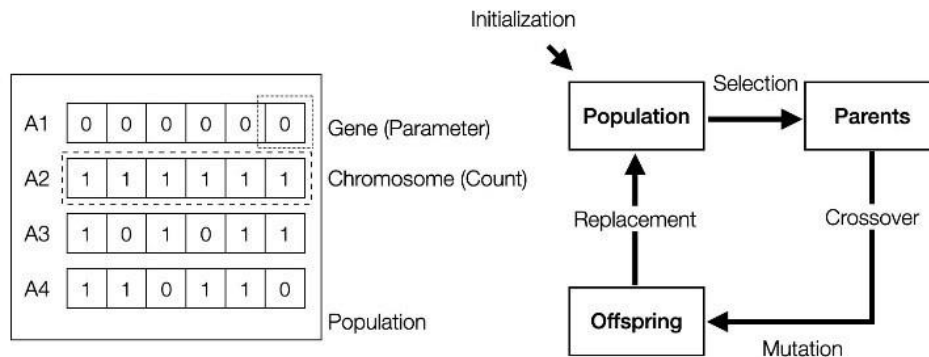 A1 0 0 0 0 0 0 Gene (Parameter)
A2 1 1 1 1 1 1 Chromosome (Count)
A3 1 0 1 0 1 1
A4 1 1 0 1 1 0
Population
Initialization
Population
Selection
Parents
Replacement
Crossover
Offspring
Mutation